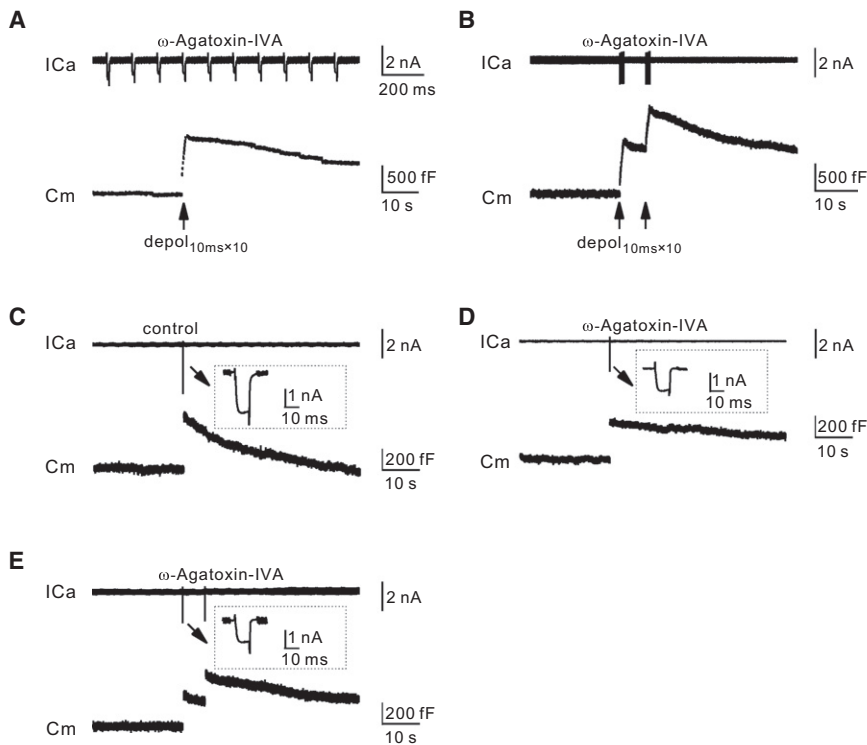 A
ω-Agatoxin-IVA
ICa
2 nA
200 ms
Cm
500 fF
10 s
depol10ms×10
B
ω-Agatoxin-IVA
ICa
2 nA
Cm
500 fF
10 s
depol10ms×10
C
control
ICa
2 nA
1 nA
10 ms
Cm
200 fF
10 s
D
ω-Agatoxin-IVA
ICa
2 nA
1 nA
10 ms
Cm
200 fF
10 s
E
ω-Agatoxin-IVA
ICa
2 nA
1 nA
10 ms
Cm
200 fF
10 s